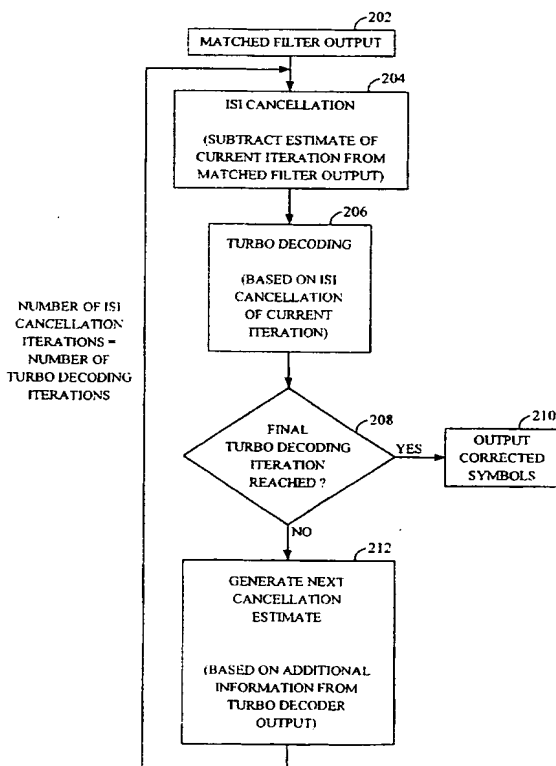 202
MATCHED FILTER OUTPUT
204
ISI CANCELLATION
(SUBTRACT ESTIMATE OF
CURRENT ITERATION FROM
MATCHED FILTER OUTPUT)
206
TURBO DECODING
(BASED ON ISI
CANCELLATION
OF CURRENT
ITERATION)
NUMBER OF ISI
CANCELLATION
ITERATIONS =
NUMBER OF
TURBO DECODING
ITERATIONS
208
FINAL
TURBO DECODING
ITERATION
REACHED ?
YES
210
OUTPUT
CORRECTED
SYMBOLS
NO
212
GENERATE NEXT
CANCELLATION
ESTIMATE
(BASED ON ADDITIONAL
INFORMATION FROM
TURBO DECODER
OUTPUT)